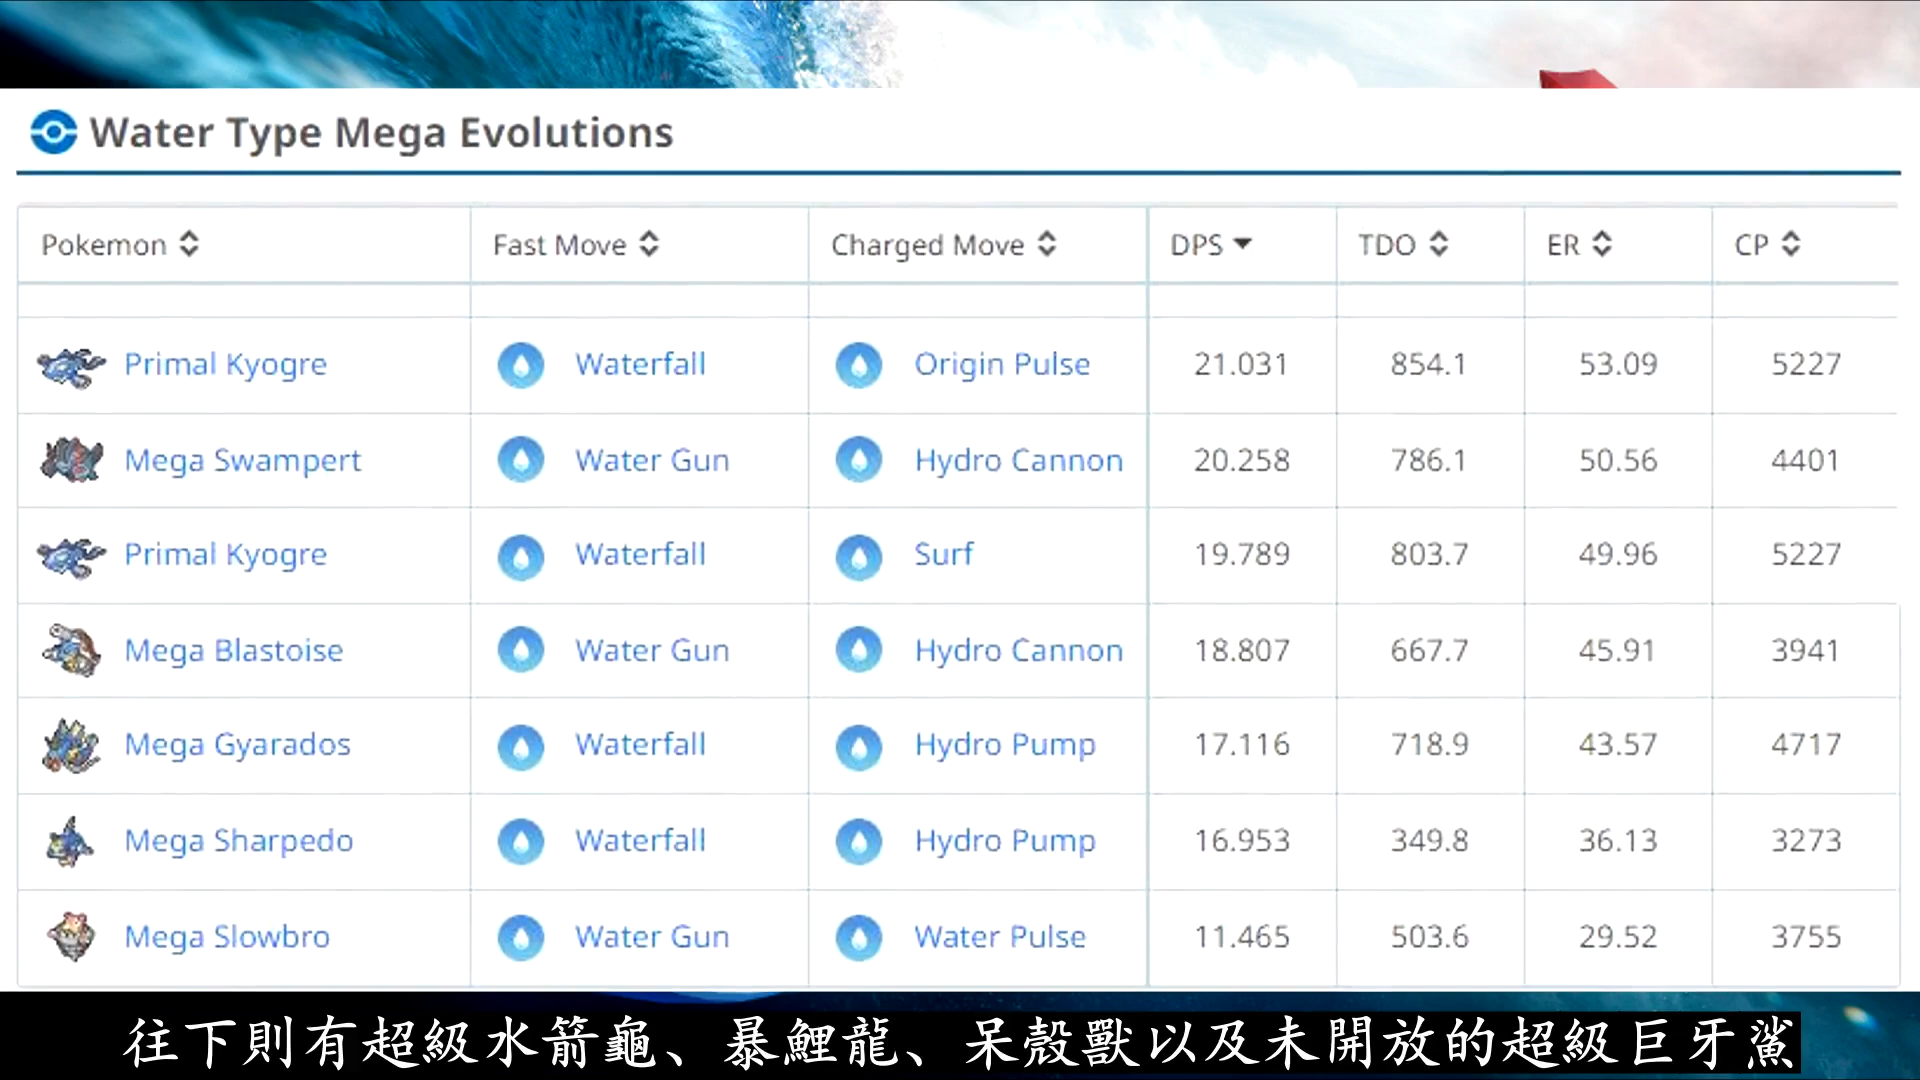 Water Type Mega Evolutions
Pokemon Fast Move Charged Move DPS TDO ER CP
Primal Kyogre Waterfall Origin Pulse 21.031 854.1 53.09 5227
Mega Swampert Water Gun Hydro Cannon 20.258 786.1 50.56 4401
Primal Kyogre Waterfall Surf 19.789 803.7 49.96 5227
Mega Blastoise Water Gun Hydro Cannon 18.807 667.7 45.91 3941
Mega Gyarados Waterfall Hydro Pump 17.116 718.9 43.57 4717
Mega Sharpedo Waterfall Hydro Pump 16.953 349.8 36.13 3273
Mega Slowbro Water Gun Water Pulse 11.465 503.6 29.52 3755
往下則有超級水箭龜、暴鯉龍、呆殼獸以及未開放的超級巨牙鯊